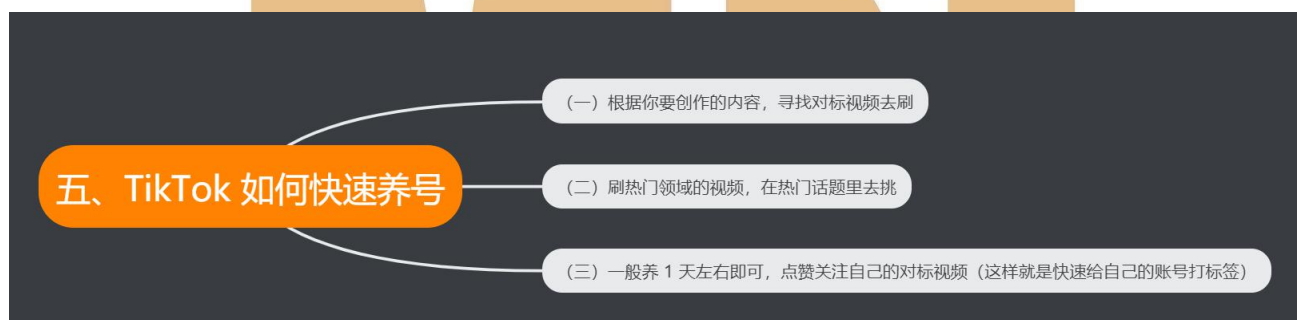 五、TikTok 如何快速养号
（一）根据你要创作的内容，寻找对标视频去刷
（二）刷热门领域的视频，在热门话题里去挑
（三）一般养 1 天左右即可，点赞关注自己的对标视频（这样就是快速给自己的账号打标签）